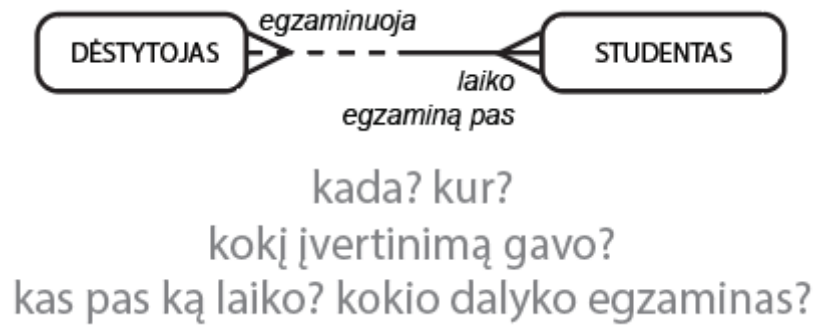 egzaminuoja
DĖSTYTOJAS
STUDENTAS
laiko
egzaminą pas
kada? kur?
kokį įvertinimą gavo?
kas pas ką laiko? kokio dalyko egzaminas?